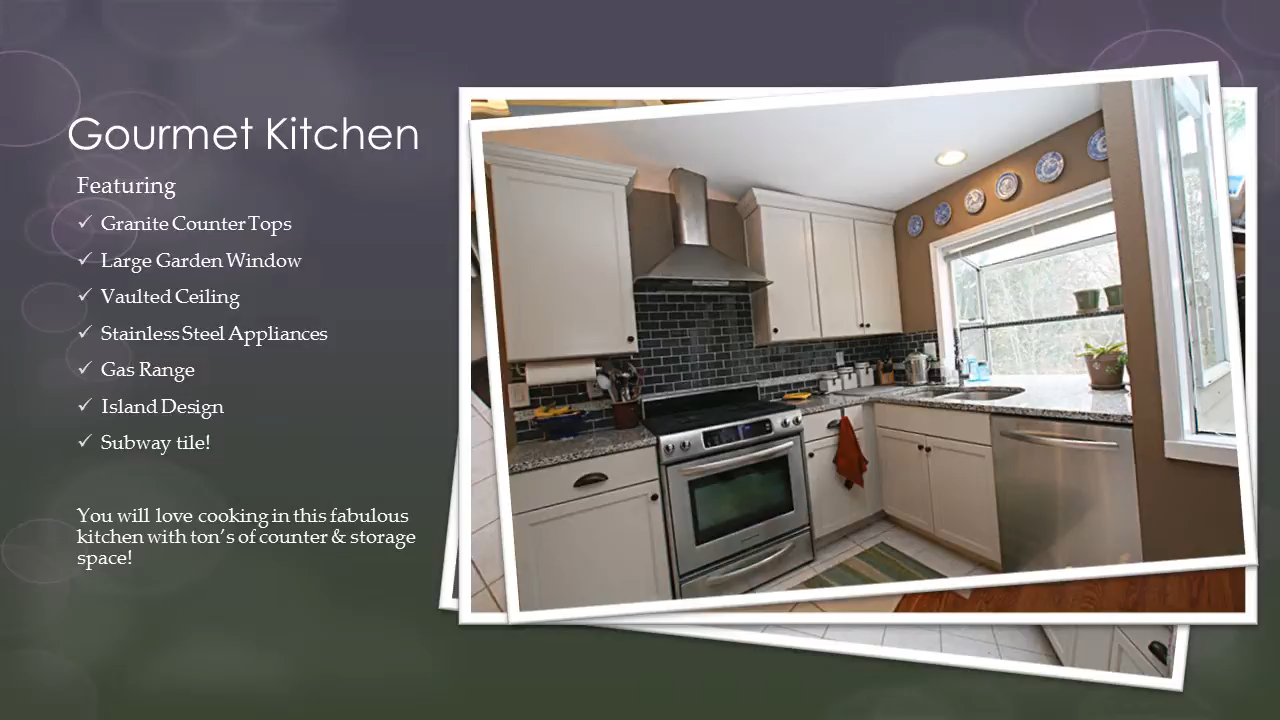 Gourmet Kitchen
Featuring
✓ Granite Counter Tops
✓ Large Garden Window
✓ Vaulted Ceiling
✓ Stainless Steel Appliances
✓ Gas Range
✓ Island Design
✓ Subway tile!
You will love cooking in this fabulous
kitchen with ton’s of counter & storage
space!